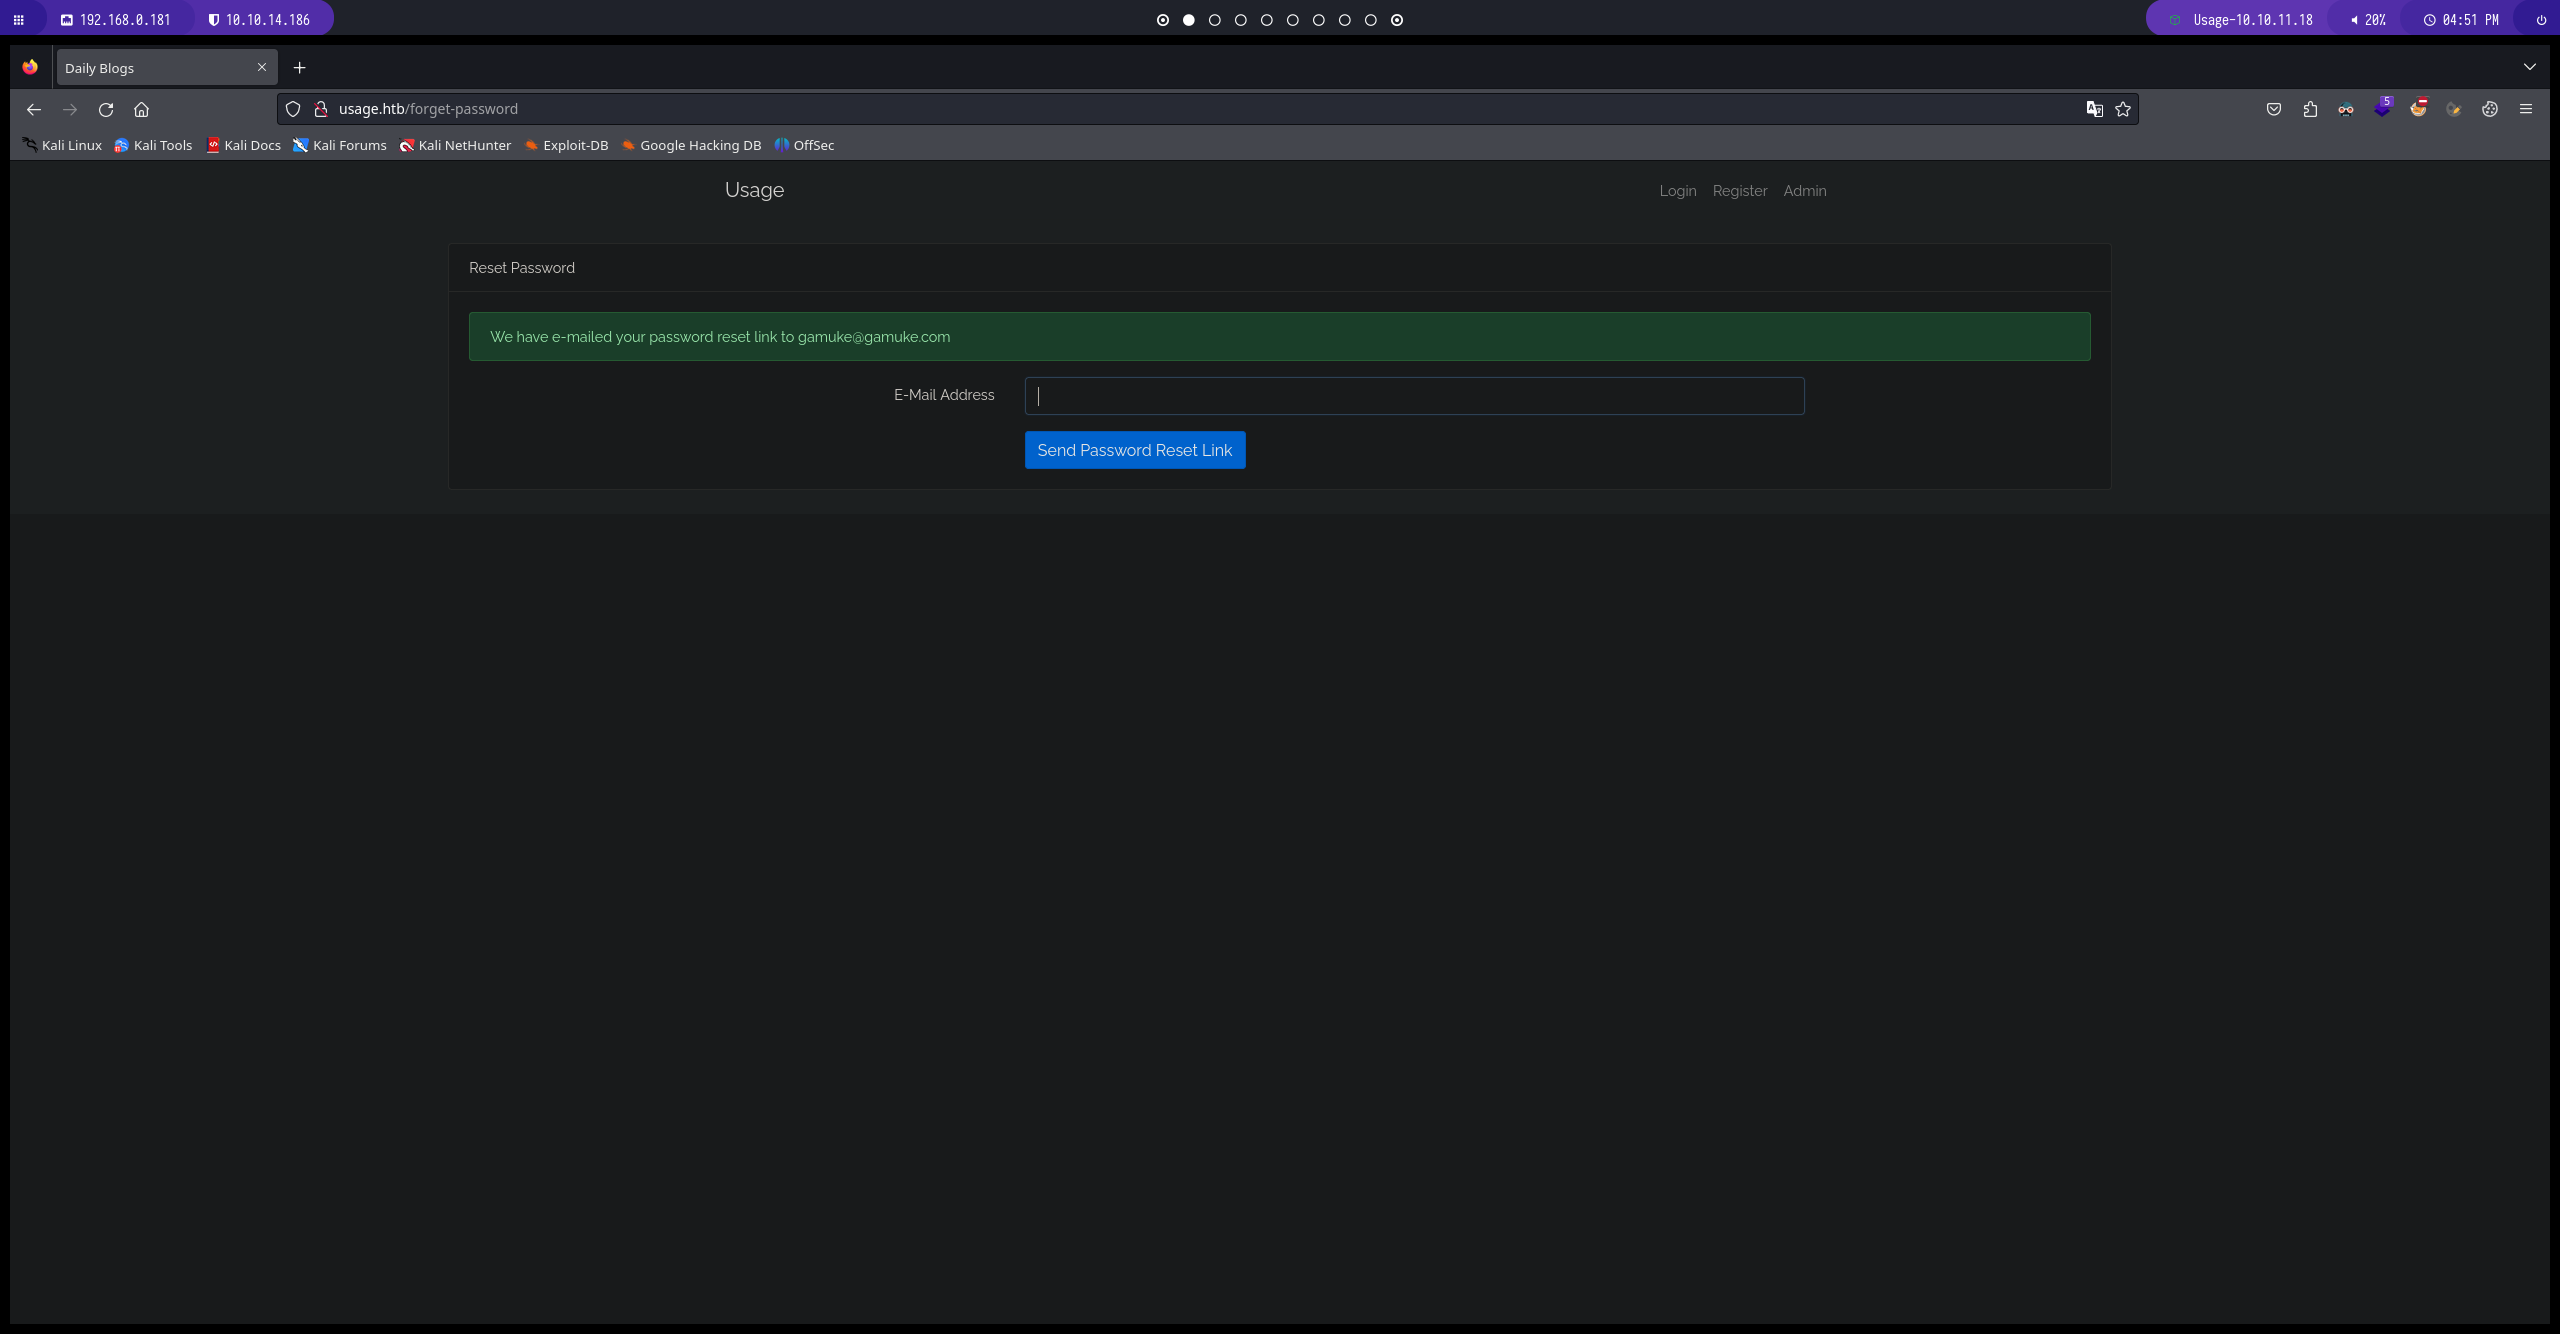 192.168.0.181 10.10.14.186 Usage-10.10.11.18 20% 04:51 PM
Daily Blogs
usage.htb/forget-password 5
Kali Linux Kali Tools Kali Docs Kali Forums Kali NetHunter Exploit-DB Google Hacking DB OffSec
Usage Login Register Admin
Reset Password
We have e-mailed your password reset link to gamuke@gamuke.com
E-Mail Address
Send Password Reset Link